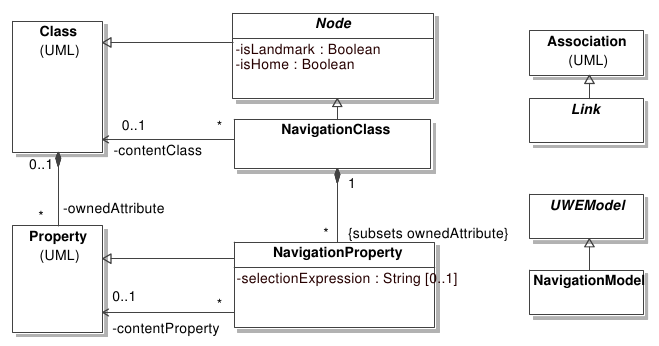 Class
(UML)
Node
-isLandmark : Boolean
-isHome : Boolean
Association
(UML)
Link
0..1
*
NavigationClass
-contentClass
0..1
1
*
-ownedAttribute
*
{subsets ownedAttribute}
Property
(UML)
NavigationProperty
-selectionExpression : String [0..1]
0..1
*
-contentProperty
UWEModel
NavigationModel